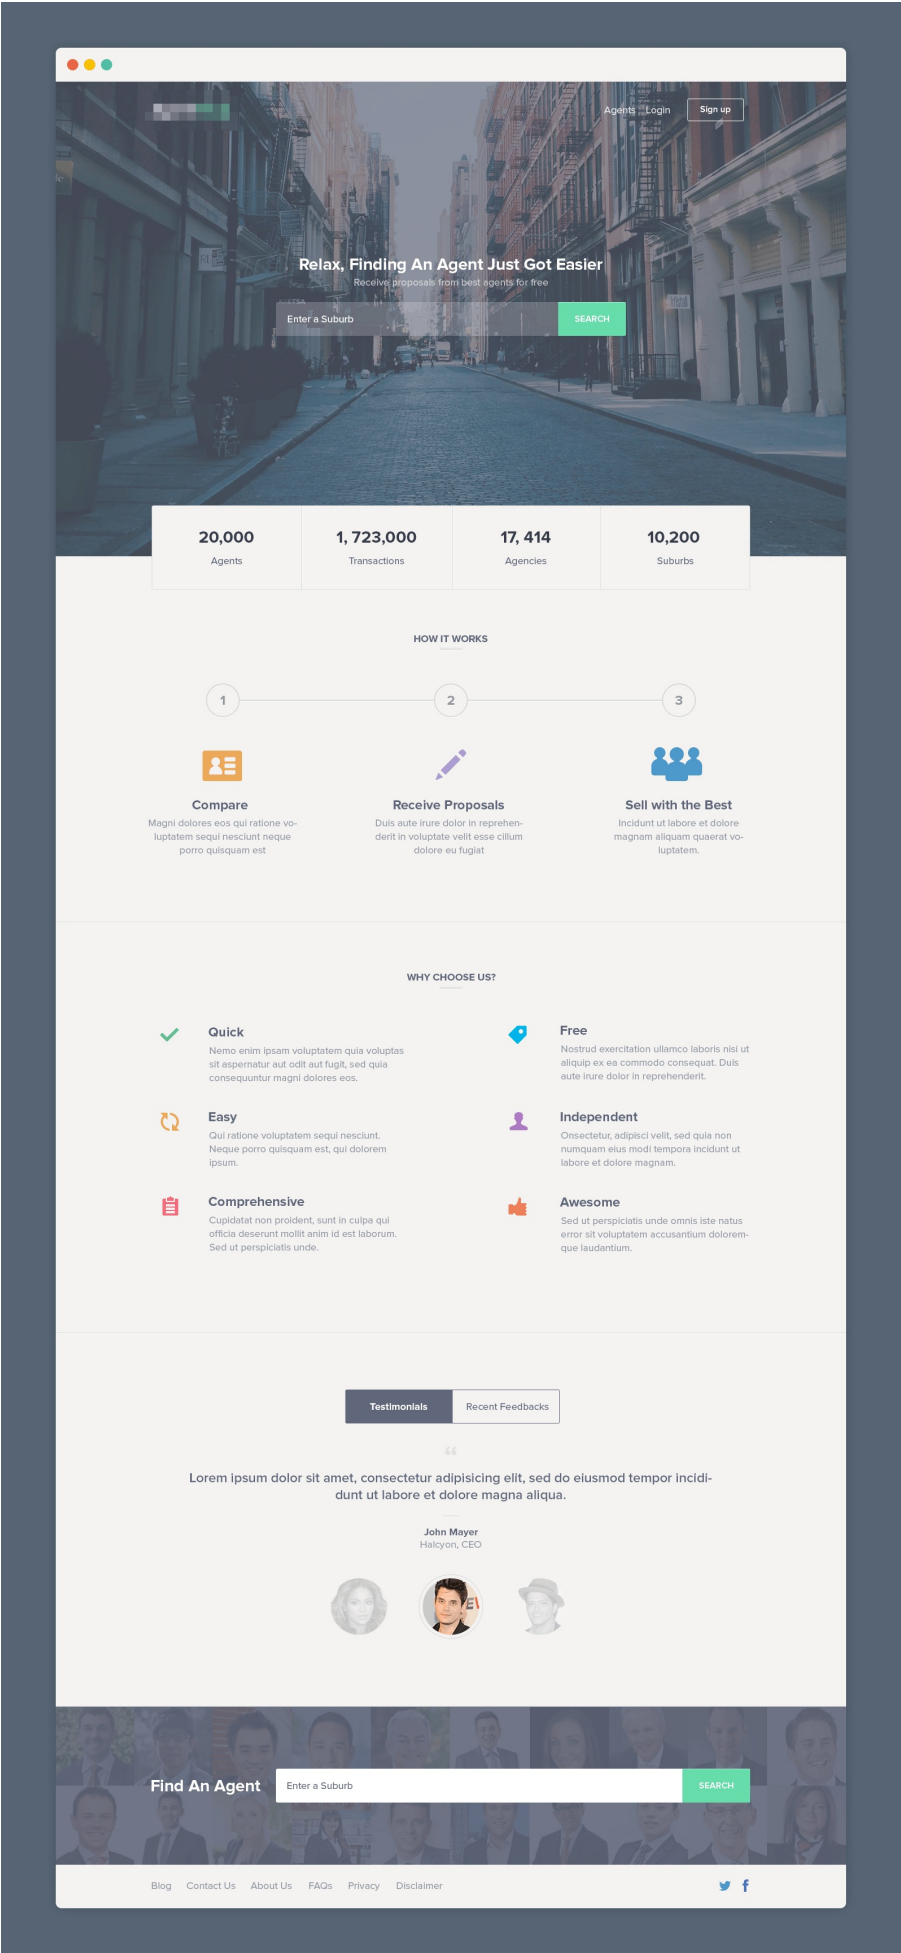 Agents Login Sign up
Relax, Finding An Agent Just Got Easier
Receive proposals from best agents for free
Enter a Suburb SEARCH
20,000 1, 723,000 17, 414 10,200
Agents Transactions Agencies Suburbs
HOW IT WORKS
1 2 3
Compare
Magni dolores eos qui ratione vo-
luptatem sequi nesciunt neque
porro quisquam est
Receive Proposals
Duis aute irure dolor in reprehen-
derit in voluptate velit esse cillum
dolore eu fugiat
Sell with the Best
Incidunt ut labore et dolore
magnam aliquam quaerat vo-
luptatem.
WHY CHOOSE US?
Quick
Nemo enim ipsam voluptatem quia voluptas
sit aspernatur aut odit aut fugit, sed quia
consequuntur magni dolores eos.
Free
Nostrud exercitation ullamco laboris nisi ut
aliquip ex ea commodo consequat. Duis
aute irure dolor in reprehenderit.
Easy
Qui ratione voluptatem sequi nesciunt.
Neque porro quisquam est, qui dolorem
ipsum.
Independent
Onsectetur, adipisci velit, sed quia non
numquam eius modi tempora incidunt ut
labore et dolore magnam.
Comprehensive
Cupidatat non proident, sunt in culpa qui
officia deserunt mollit anim id est laborum.
Sed ut perspiciatis unde.
Awesome
Sed ut perspiciatis unde omnis iste natus
error sit voluptatem accusantium dolorem-
que laudantium.
Testimonials Recent Feedbacks
“
Lorem ipsum dolor sit amet, consectetur adipisicing elit, sed do eiusmod tempor incidi-
dunt ut labore et dolore magna aliqua.
John Mayer
Halcyon, CEO
Find An Agent Enter a Suburb SEARCH
Blog Contact Us About Us FAQs Privacy Disclaimer